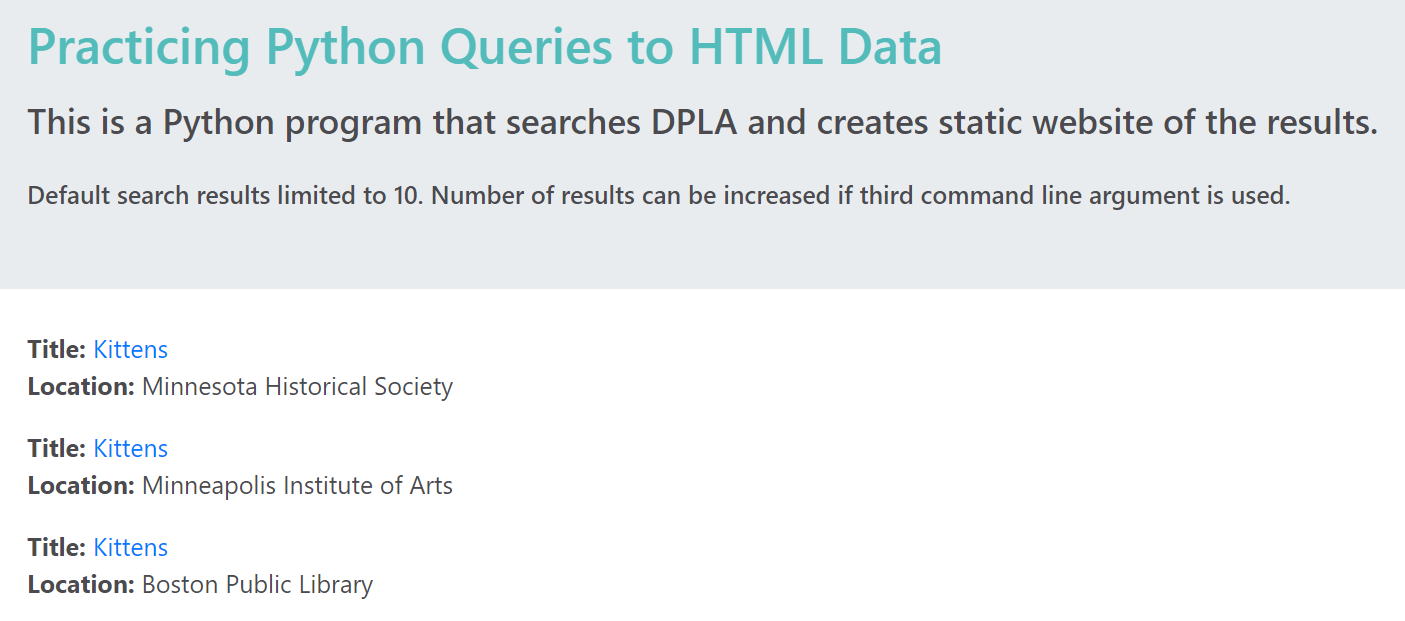 Practicing Python Queries to HTML Data
This is a Python program that searches DPLA and creates static website of the results.
Default search results limited to 10. Number of results can be increased if third command line argument is used.
Title: Kittens
Location: Minnesota Historical Society
Title: Kittens
Location: Minneapolis Institute of Arts
Title: Kittens
Location: Boston Public Library